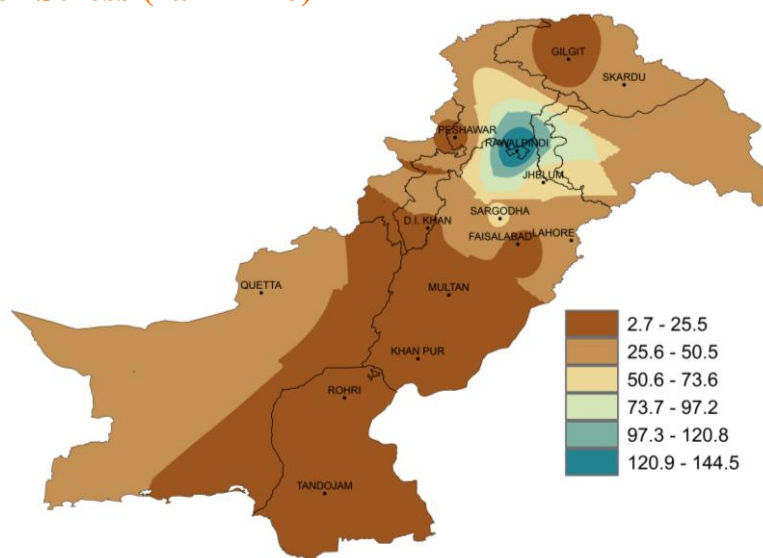 GILGIT
SKARDU
PESHAWAR
RAWALPINDI
JHELUM
SARGODHA
D.I. KHAN
FAISALABAD
LAHORE
QUETTA
MULTAN
KHAN PUR
ROHRI
TANDOJAM
2.7 - 25.5
25.6 - 50.5
50.6 - 73.6
73.7 - 97.2
97.3 - 120.8
120.9 - 144.5